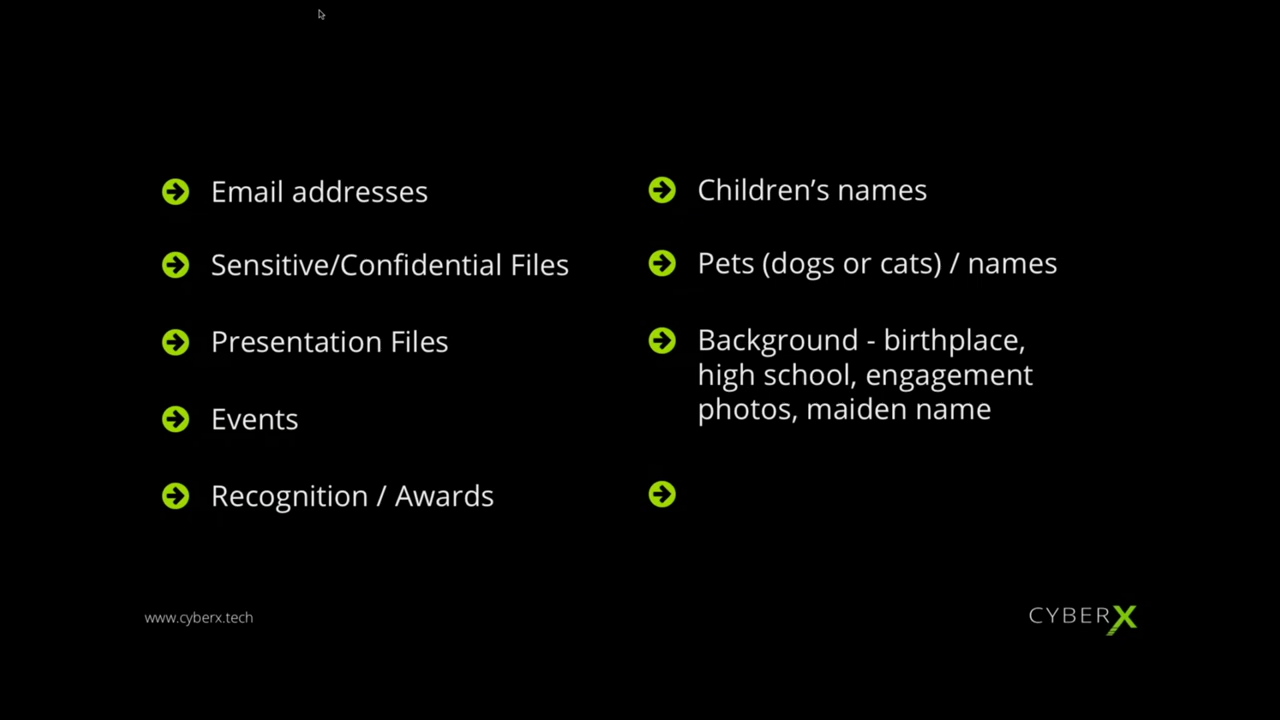 Email addresses
Sensitive/Confidential Files
Presentation Files
Events
Recognition / Awards
Children’s names
Pets (dogs or cats) / names
Background - birthplace,
high school, engagement
photos, maiden name
www.cyberx.tech
CYBERX